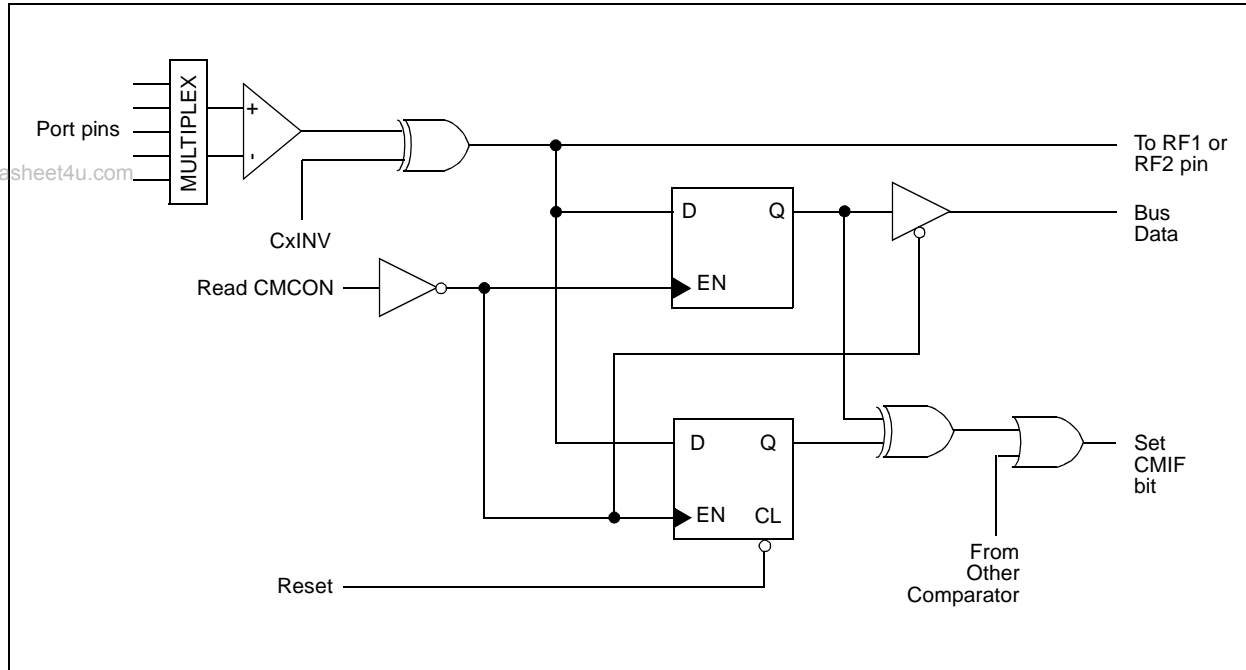 MULTIPLEX
+
-
Port pins
asheet4u.com
CxINV
To RF1 or
RF2 pin
D
Q
EN
Bus
Data
Read CMCON
D
Q
EN
CL
Set
CMIF
bit
From
Other
Comparator
Reset